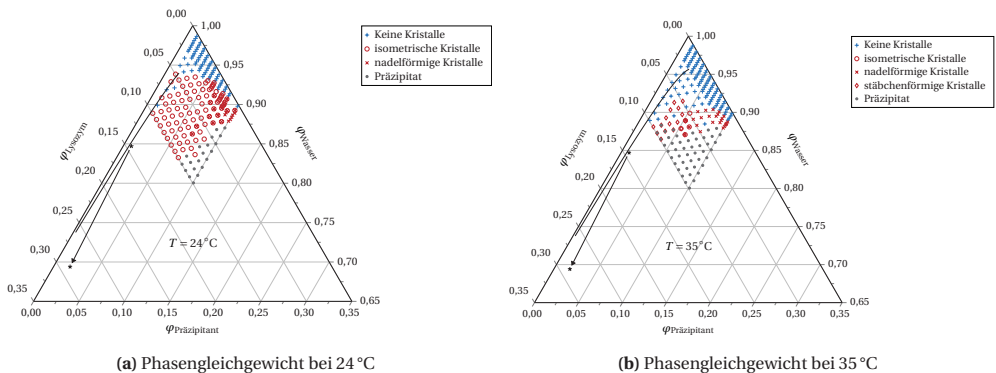 0,00
0,05
0,10
0,15
0,20
0,25
0,30
0,35
φLysozym
1,00
0,95
0,90
0,85
0,80
0,75
0,70
0,65
φWasser
0,00
0,05
0,10
0,15
0,20
0,25
0,30
0,35
φPräzipitant
T = 24 °C
Keine Kristalle
isometrische Kristalle
nadelförmige Kristalle
Präzipitat
(a) Phasengleichgewicht bei 24 °C
0,00
0,05
0,10
0,15
0,20
0,25
0,30
0,35
φLysozym
1,00
0,95
0,90
0,85
0,80
0,75
0,70
0,65
φWasser
0,00
0,05
0,10
0,15
0,20
0,25
0,30
0,35
φPräzipitant
T = 35 °C
Keine Kristalle
isometrische Kristalle
nadelförmige Kristalle
stäbchenförmige Kristalle
Präzipitat
(b) Phasengleichgewicht bei 35 °C